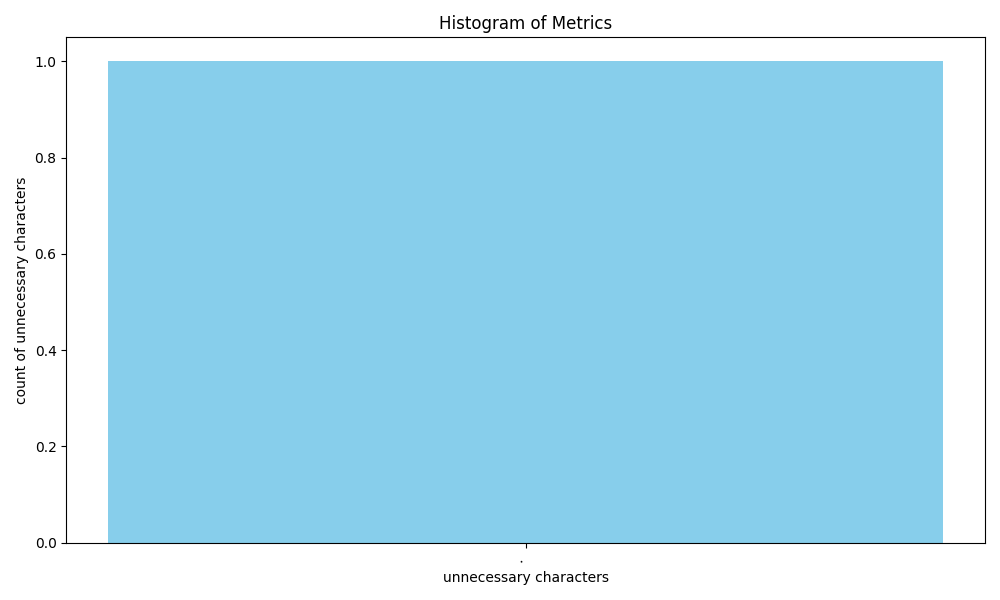 Histogram of Metrics
count of unnecessary characters
1.0
0.8
0.6
0.4
0.2
0.0
.
unnecessary characters